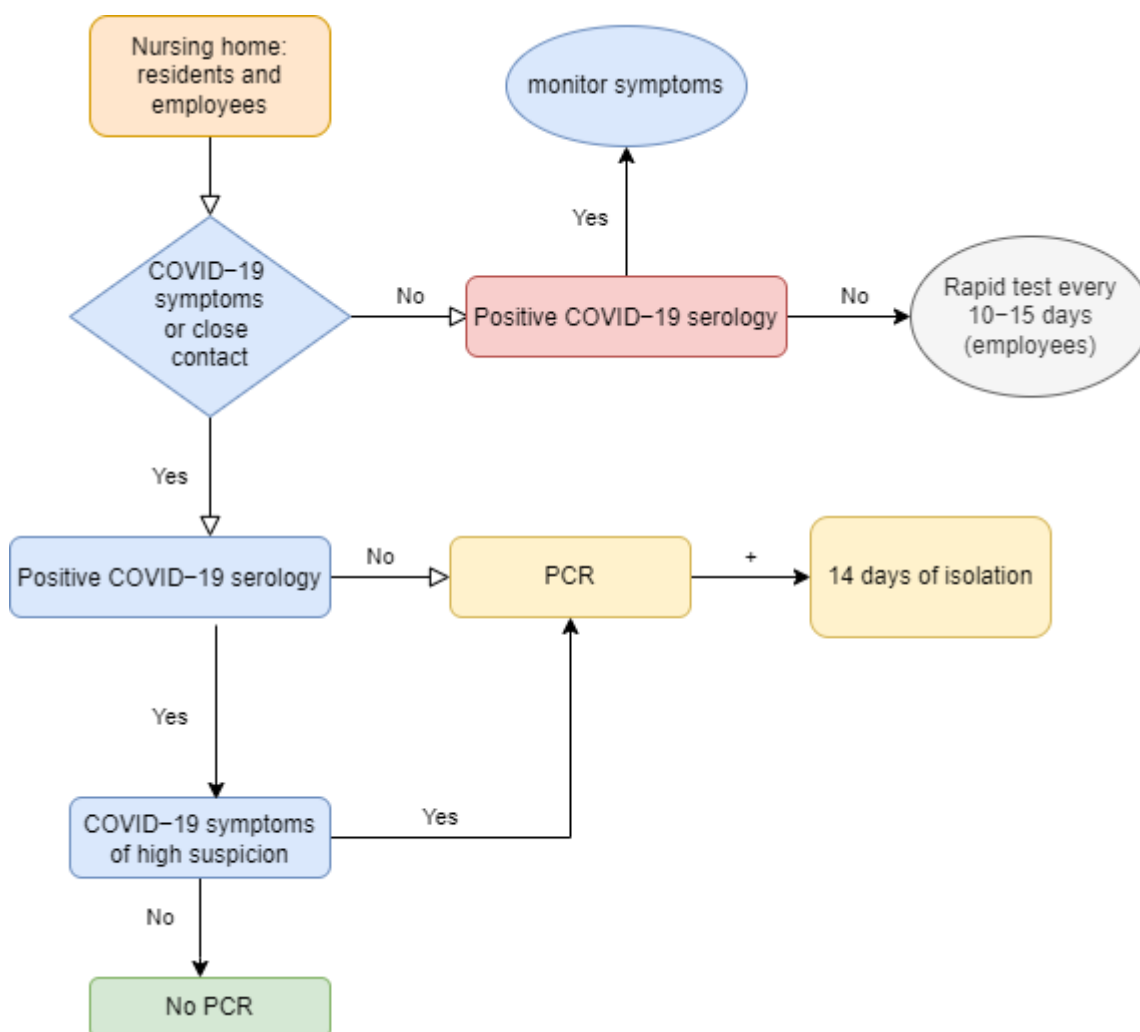 Nursing home:
residents and
employees
monitor symptoms
Yes
COVID−19
symptoms
or close
contact
No
Positive COVID−19 serology
No
Rapid test every
10−15 days
(employees)
Yes
Positive COVID−19 serology
No
PCR
+
14 days of isolation
Yes
COVID−19 symptoms
of high suspicion
Yes
No
No PCR